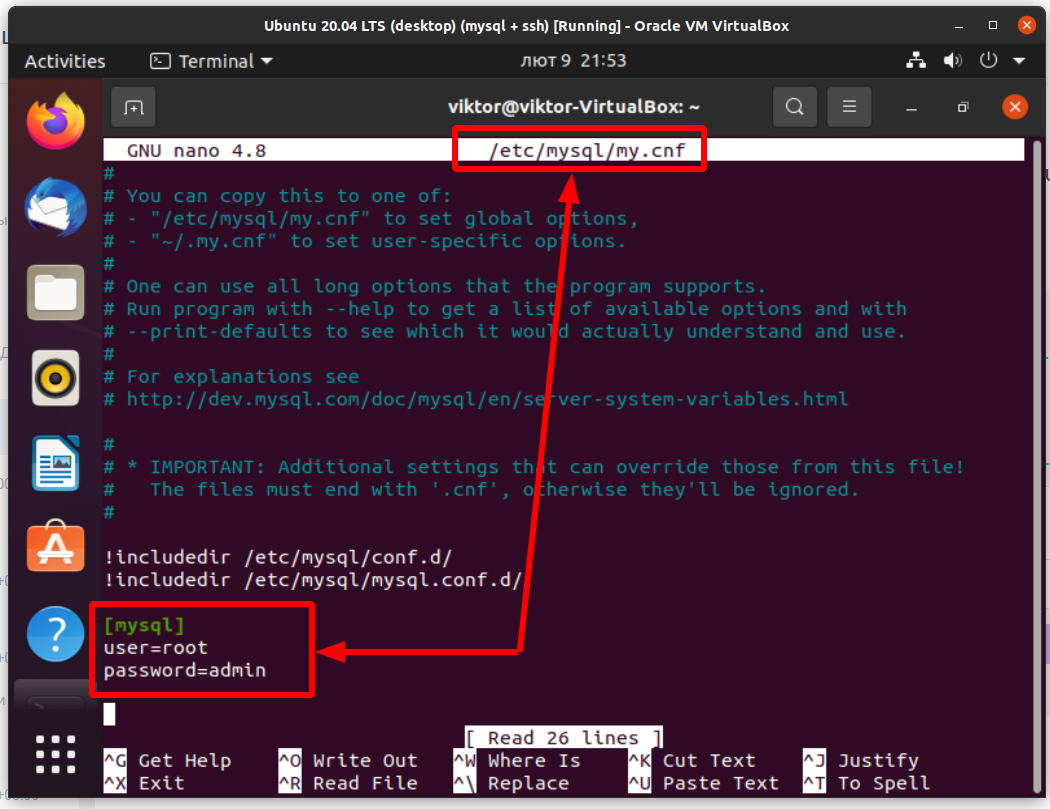 Ubuntu 20.04 LTS (desktop) (mysql + ssh) [Running] - Oracle VM VirtualBox
Activities Terminal лют 9 21:53
viktor@viktor-VirtualBox: ~
GNU nano 4.8 /etc/mysql/my.cnf
#
# You can copy this to one of:
# - "/etc/mysql/my.cnf" to set global options,
# - "~/.my.cnf" to set user-specific options.
#
# One can use all long options that the program supports.
# Run program with --help to get a list of available options and with
# --print-defaults to see which it would actually understand and use.
#
# For explanations see
# http://dev.mysql.com/doc/mysql/en/server-system-variables.html
#
# * IMPORTANT: Additional settings that can override those from this file!
# The files must end with '.cnf', otherwise they'll be ignored.
#
!includedir /etc/mysql/conf.d/
!includedir /etc/mysql/mysql.conf.d/
[mysql]
user=root
password=admin
[ Read 26 lines ]
^G Get Help ^O Write Out ^W Where Is ^K Cut Text ^J Justify
^X Exit ^R Read File ^\ Replace ^U Paste Text ^T To Spell